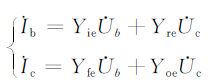 İ_b = Y_ie U̇_b + Y_re U̇_c
İ_c = Y_fe U̇_b + Y_oe U̇_c